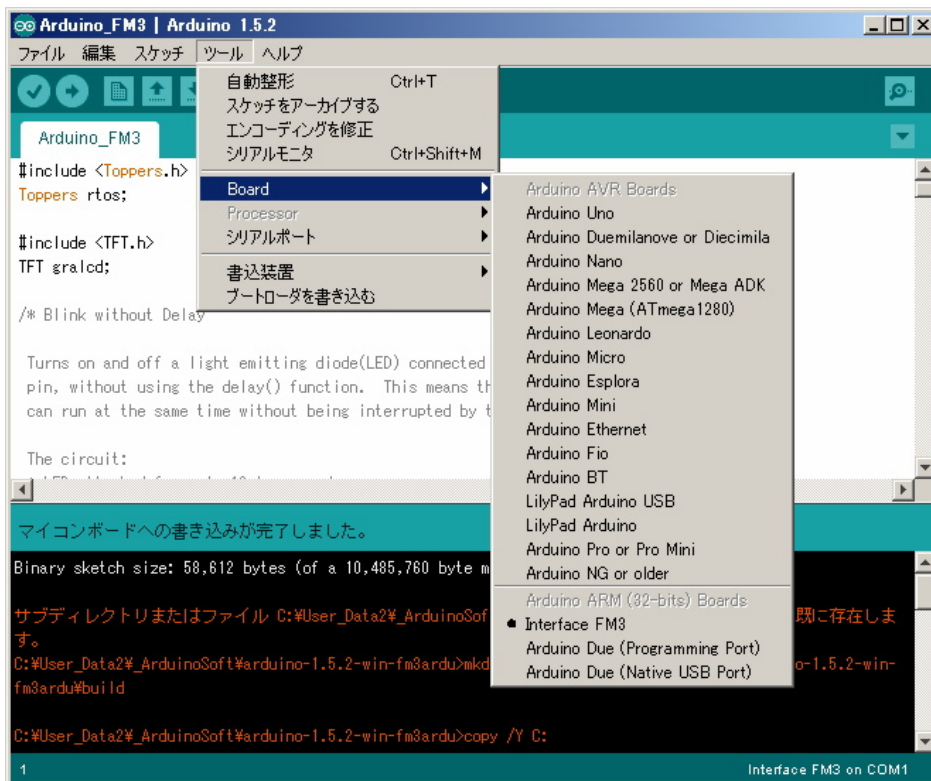 Arduino_FM3 | Arduino 1.5.2
ファイル 編集 スケッチ ツール ヘルプ
自動整形 Ctrl+T
スケッチをアーカイブする
エンコーディングを修正
シリアルモニタ Ctrl+Shift+M
Board
Processor
シリアルポート
書込装置
ブートローダを書き込む
Arduino AVR Boards
Arduino Uno
Arduino Duemilanove or Diecimila
Arduino Nano
Arduino Mega 2560 or Mega ADK
Arduino Mega (ATmega1280)
Arduino Leonardo
Arduino Micro
Arduino Esplora
Arduino Mini
Arduino Ethernet
Arduino Fio
Arduino BT
LilyPad Arduino USB
LilyPad Arduino
Arduino Pro or Pro Mini
Arduino NG or older
Arduino ARM (32-bits) Boards
Interface FM3
Arduino Due (Programming Port)
Arduino Due (Native USB Port)
Arduino_FM3
#include <Toppers.h>
Toppers rtos;
#include <TFT.h>
TFT gralcd;
/* Blink without Delay
Turns on and off a light emitting diode(LED) connected
pin, without using the delay() function. This means th
can run at the same time without being interrupted by t
The circuit:
マイコンボードへの書き込みが完了しました。
Binary sketch size: 58,612 bytes (of a 10,485,760 byte m
サブディレクトリまたはファイル C:¥User_Data2¥_ArduinoSof 既に存在しま
す。
C:¥User_Data2¥_ArduinoSoft¥arduino-1.5.2-win-fm3ardu>mkd o-1.5.2-win-
fm3ardu¥build
C:¥User_Data2¥_ArduinoSoft¥arduino-1.5.2-win-fm3ardu>copy /Y C:
1 Interface FM3 on COM1